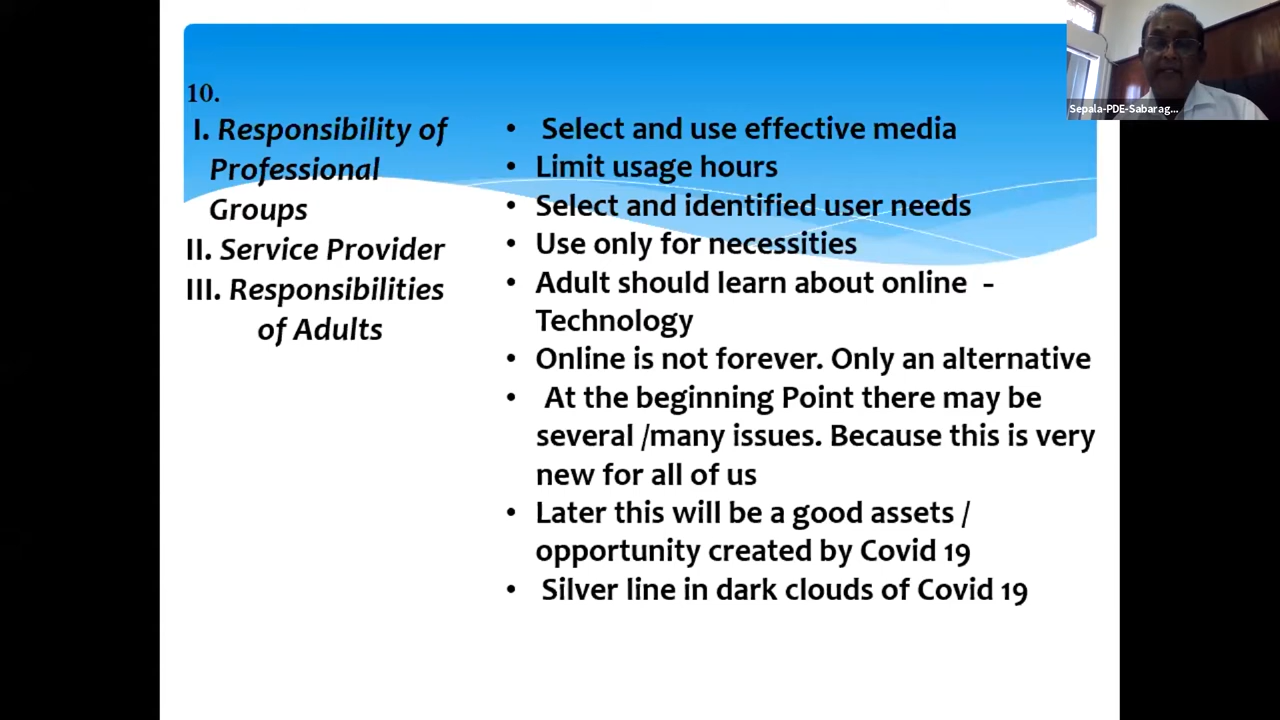 10.
I. Responsibility of
Professional
Groups
II. Service Provider
III. Responsibilities
of Adults
• Select and use effective media
• Limit usage hours
• Select and identified user needs
• Use only for necessities
• Adult should learn about online -
Technology
• Online is not forever. Only an alternative
• At the beginning Point there may be
several /many issues. Because this is very
new for all of us
• Later this will be a good assets /
opportunity created by Covid 19
• Silver line in dark clouds of Covid 19
Sepala-PDE-Sabarag...